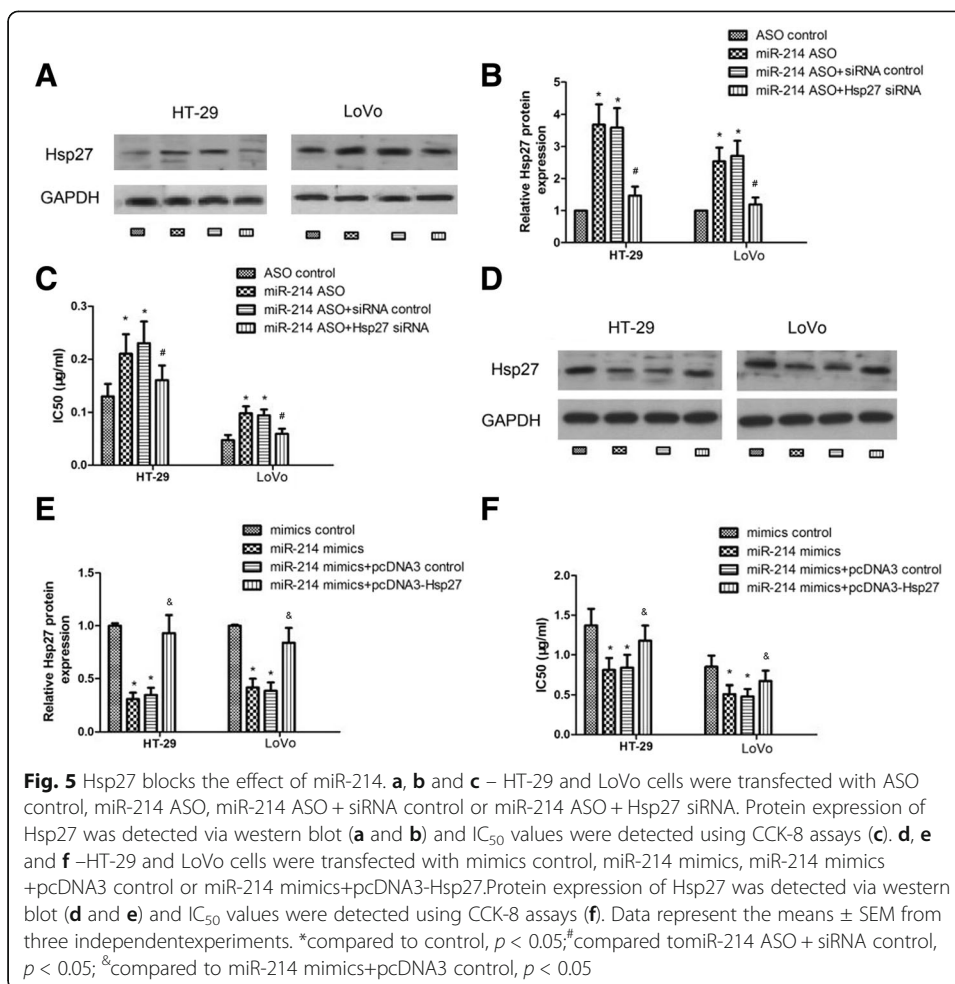 A
HT-29
LoVo
Hsp27
GAPDH
B
ASO control
miR-214 ASO
miR-214 ASO+siRNA control
miR-214 ASO+Hsp27 siRNA
Relative Hsp27 protein
expression
6
4
3
2
1
0
* * #
* * #
HT-29
LoVo
C
ASO control
miR-214 ASO
miR-214 ASO+siRNA control
miR-214 ASO+Hsp27 siRNA
IC50 (μg/ml)
0.3
0.2
0.1
0.0
* * #
* * #
HT-29
LoVo
D
HT-29
LoVo
Hsp27
GAPDH
E
mimics control
miR-214 mimics
miR-214 mimics+pcDNA3 control
miR-214 mimics+pcDNA3-Hsp27
Relative Hsp27 protein
expression
1.5
1.0
0.5
0.0
* * &
* * &
HT-29
LoVo
F
mimics control
miR-214 mimics
miR-214 mimics+pcDNA3 control
miR-214 mimics+pcDNA3-Hsp27
IC50 (μg/ml)
2.0
1.5
1.0
0.5
0.0
* * &
* * &
HT-29
LoVo
Fig. 5 Hsp27 blocks the effect of miR-214. a, b and c – HT-29 and LoVo cells were transfected with ASO
control, miR-214 ASO, miR-214 ASO + siRNA control or miR-214 ASO + Hsp27 siRNA. Protein expression of
Hsp27 was detected via western blot (a and b) and IC50 values were detected using CCK-8 assays (c). d, e
and f –HT-29 and LoVo cells were transfected with mimics control, miR-214 mimics, miR-214 mimics
+pcDNA3 control or miR-214 mimics+pcDNA3-Hsp27.Protein expression of Hsp27 was detected via western
blot (d and e) and IC50 values were detected using CCK-8 assays (f). Data represent the means ± SEM from
three independentexperiments. *compared to control, p < 0.05;#compared tomiR-214 ASO + siRNA control,
p < 0.05; &compared to miR-214 mimics+pcDNA3 control, p < 0.05